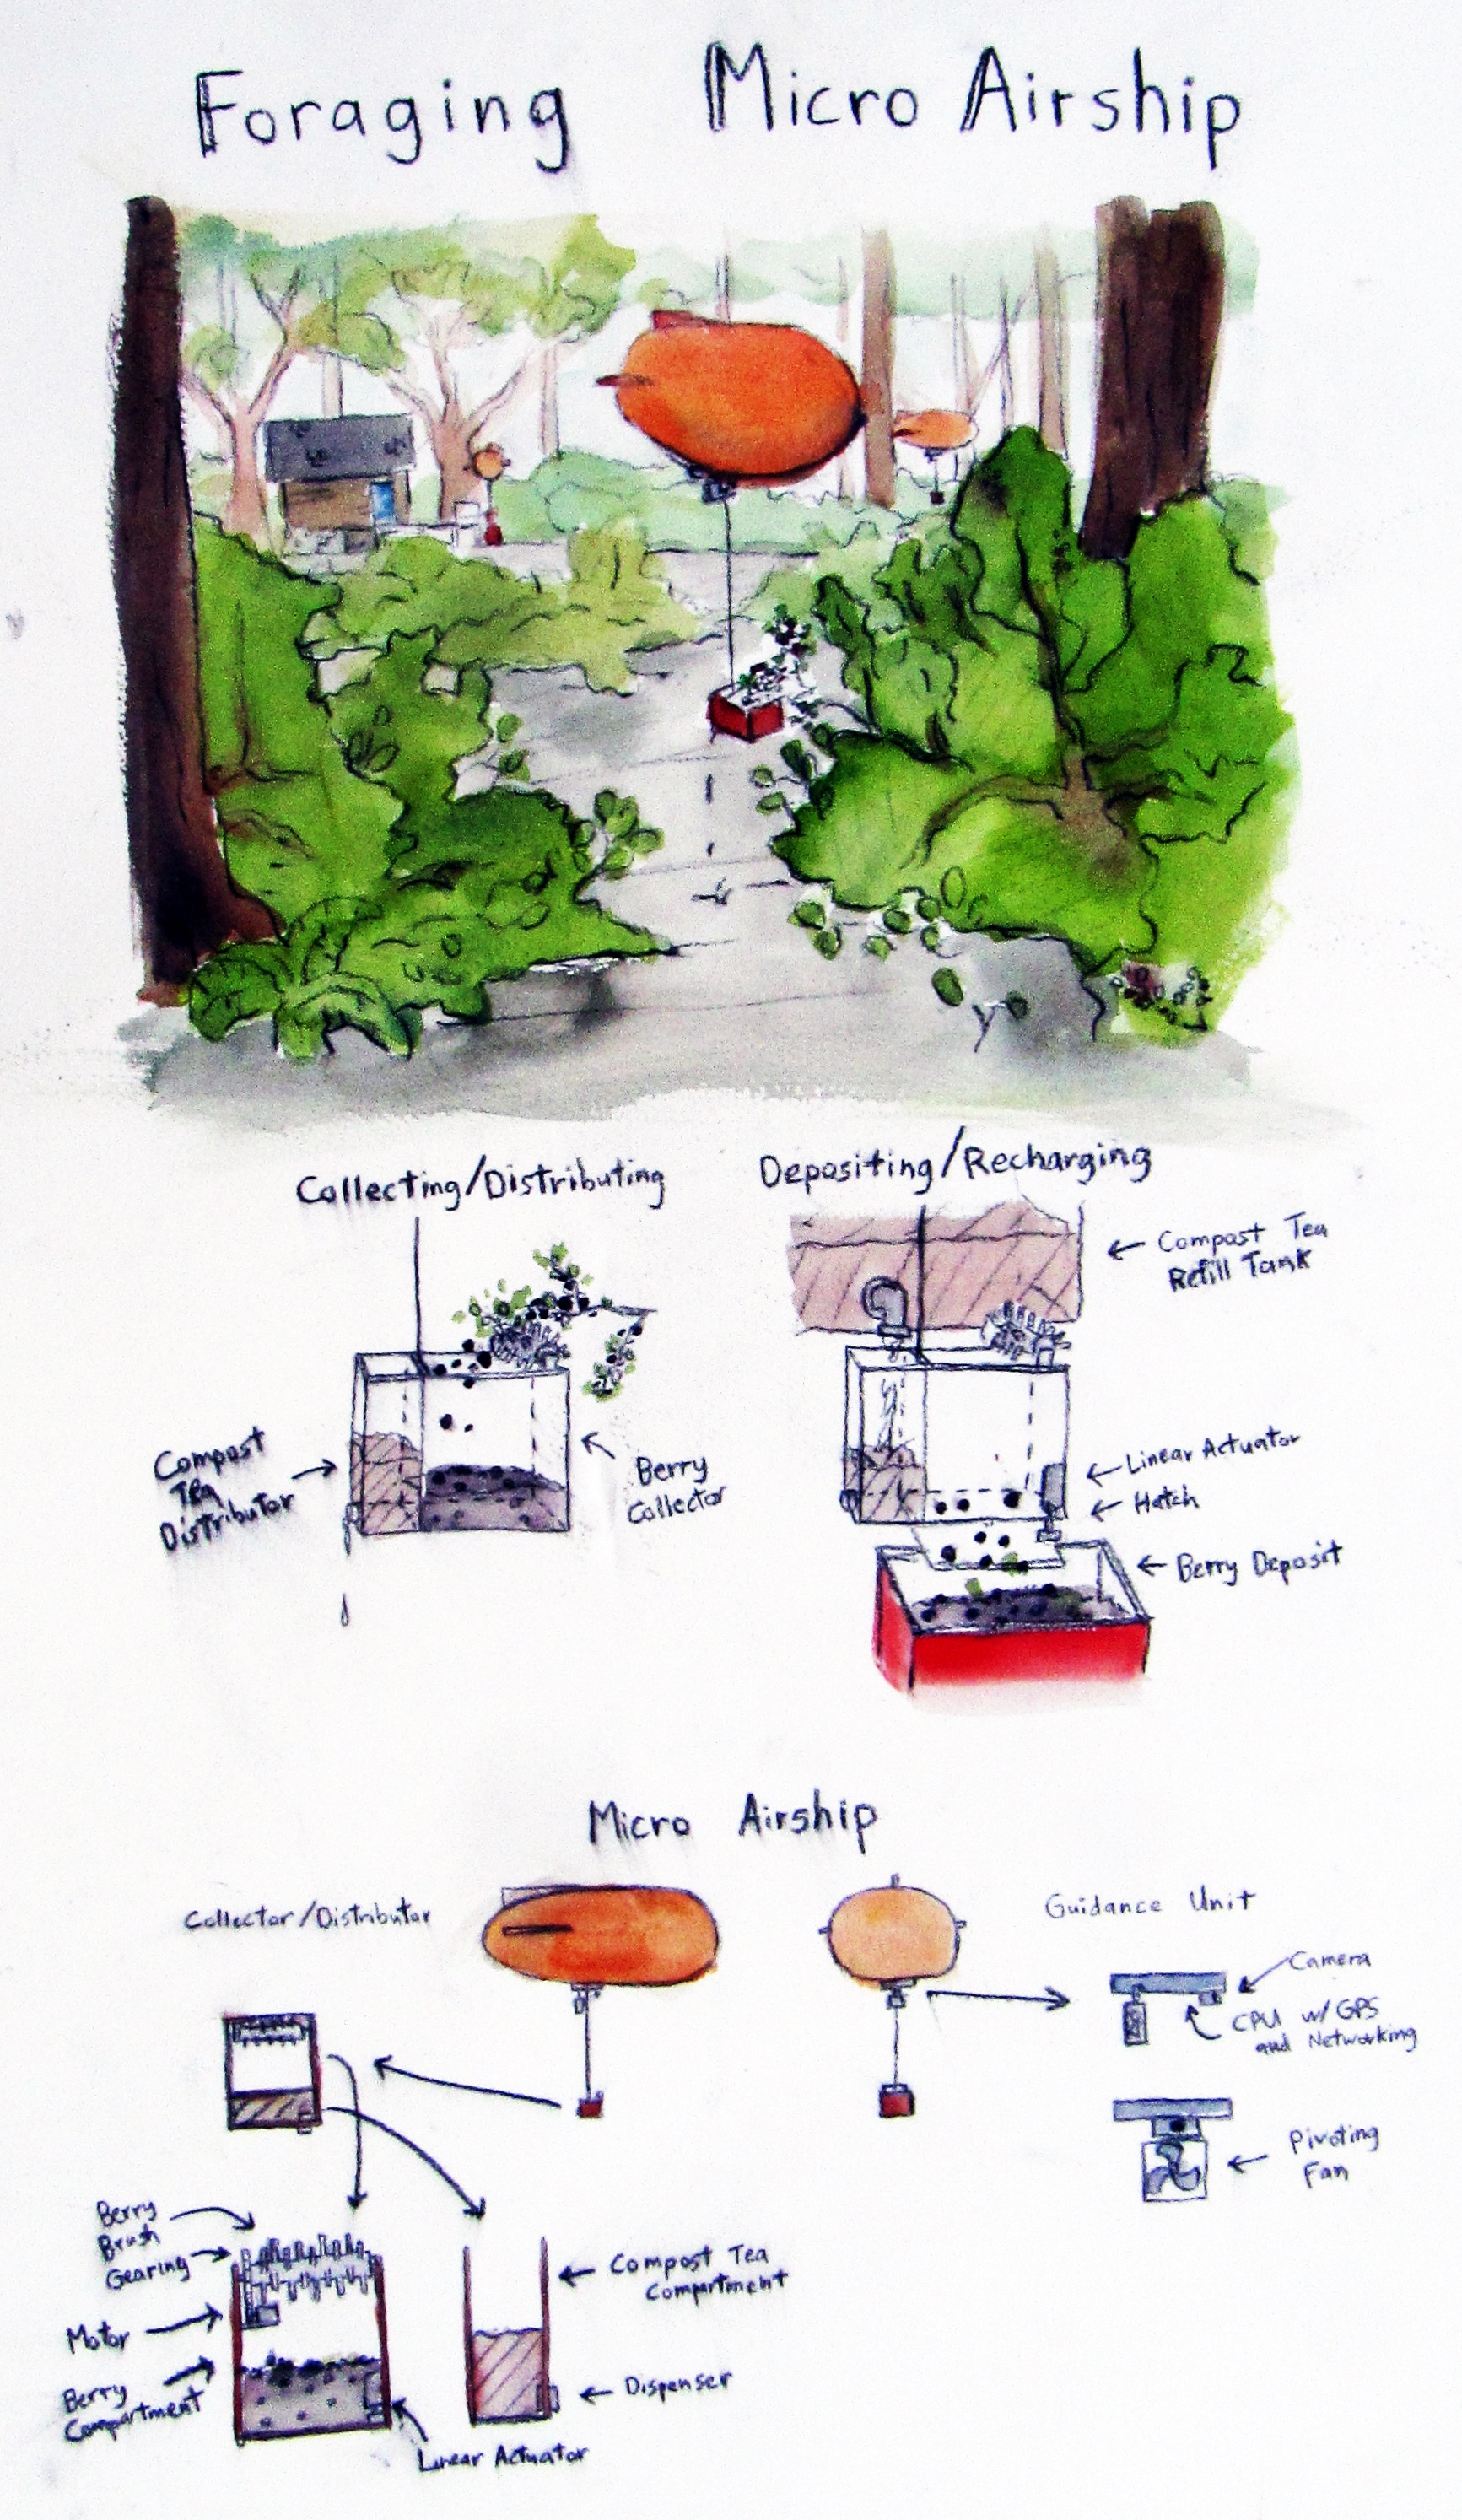 Foraging Micro Airship
Collecting/Distributing
Depositing/Recharging
Compost Tea
Refill Tank
Compost
Tea
Distributor
Berry
Collector
Linear Actuator
Hatch
Berry Deposit
Micro Airship
Collector/Distributor
Guidance Unit
Camera
CPU w/ GPS
and Networking
Pivoting
Fan
Berry
Brush
Gearing
Motor
Berry
Compartment
Linear Actuator
Compost Tea
Compartment
Dispenser